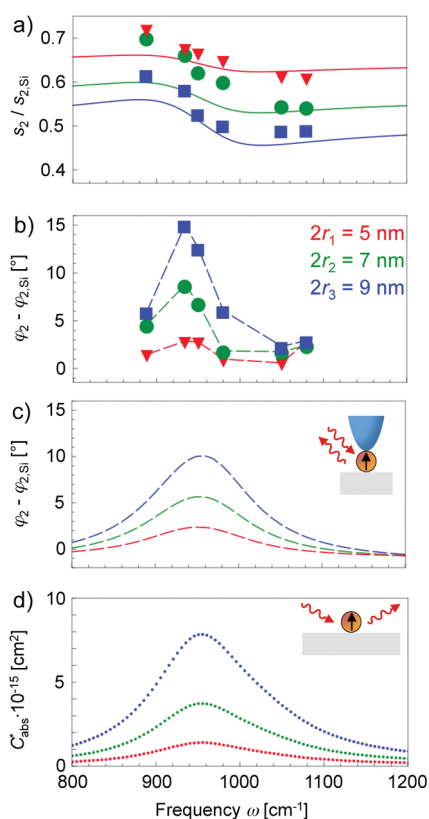 a)
0.7
0.6
0.5
0.4
s₂ / s₂,Si
b)
15
10
5
0
φ₂ - φ₂,Si [°]
2r₁ = 5 nm
2r₂ = 7 nm
2r₃ = 9 nm
c)
15
10
5
0
φ₂ - φ₂,Si [°]
d)
10
5
0
C*abs·10⁻¹⁵ [cm²]
800 900 1000 1100 1200
Frequency ω [cm⁻¹]